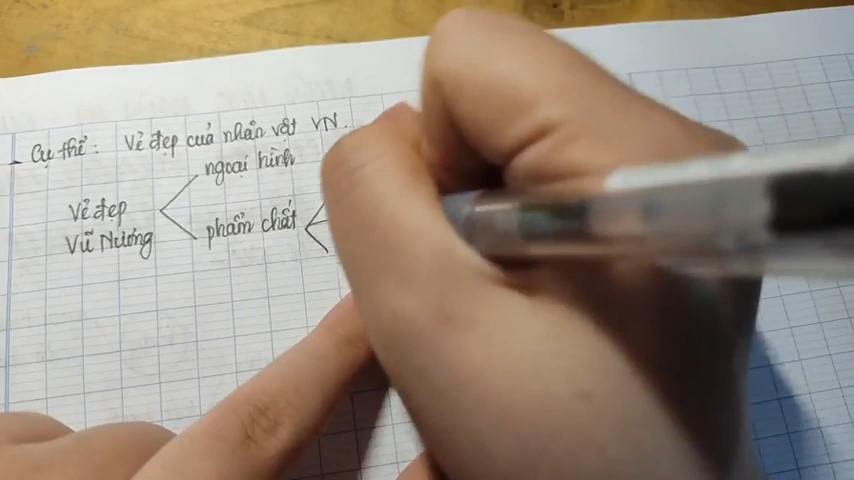 Cụ thể: Vẻ đẹp của nhân vật VN.
ngoại hình
Vẻ đẹp
Vũ Nương
phẩm chất